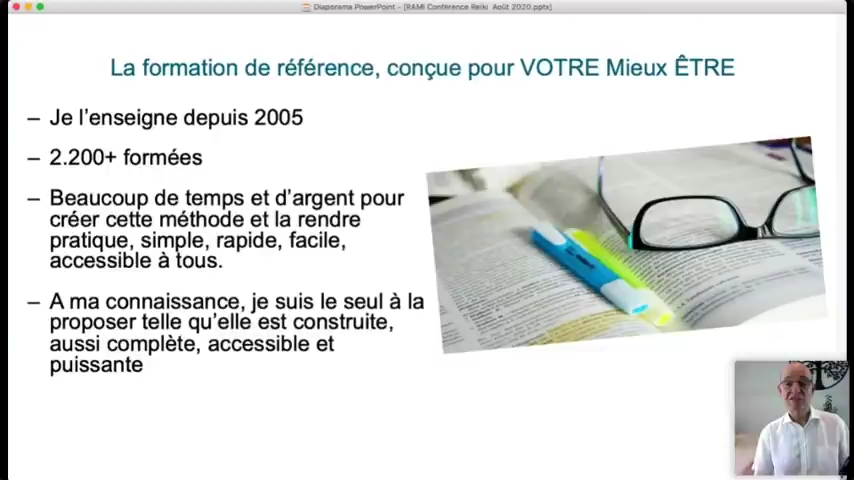 Diaporama PowerPoint - [RAMI Conférence Reiki Août 2020.pptx]
La formation de référence, conçue pour VOTRE Mieux ÊTRE
– Je l'enseigne depuis 2005
– 2.200+ formées
– Beaucoup de temps et d'argent pour
créer cette méthode et la rendre
pratique, simple, rapide, facile,
accessible à tous.
– A ma connaissance, je suis le seul à la
proposer telle qu'elle est construite,
aussi complète, accessible et
puissante